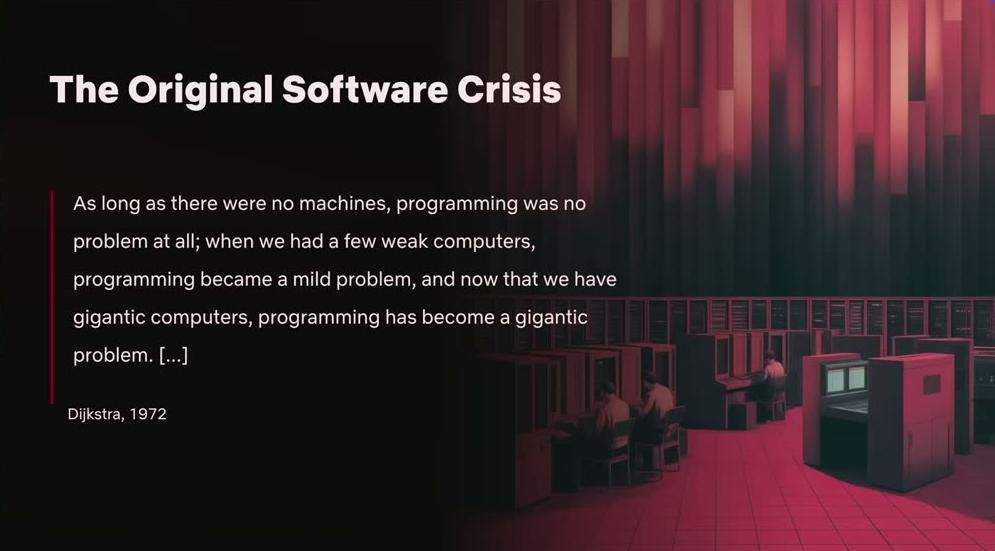 The Original Software Crisis
As long as there were no machines, programming was no
problem at all; when we had a few weak computers,
programming became a mild problem, and now that we have
gigantic computers, programming has become a gigantic
problem. [...]
Dijkstra, 1972